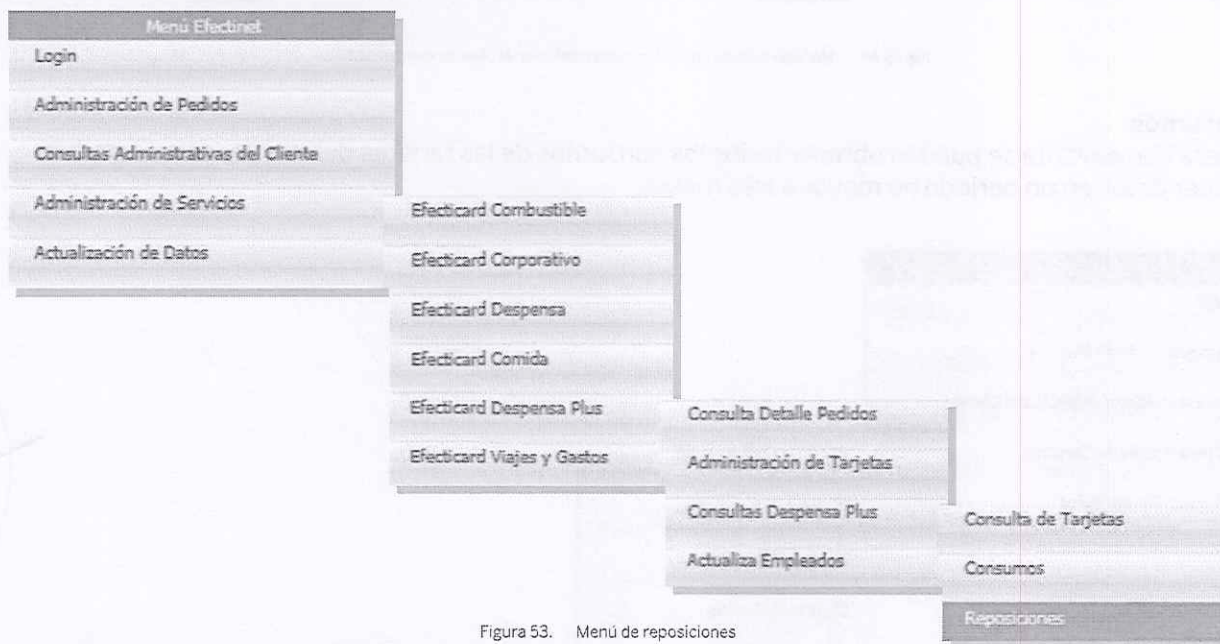 Menú Efectinet
Login
Administración de Pedidos
Consultas Administrativas del Cliente
Administración de Servicios
Actualización de Datos
Efecticard Combustible
Efecticard Corporativo
Efecticard Despensa
Efecticard Comida
Efecticard Despensa Plus
Efecticard Viajes y Gastos
Consulta Detalle Pedidos
Administración de Tarjetas
Consultas Despensa Plus
Actualiza Empleados
Consulta de Tarjetas
Consumos
Reposiciones
Figura 53. Menú de reposiciones